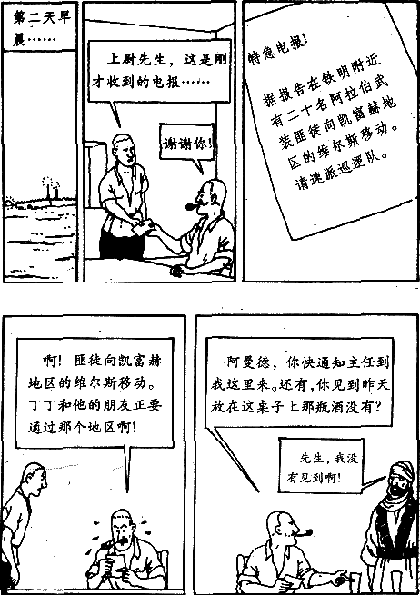 第二天早
晨……
上尉先生，这是刚
才收到的电报……
谢谢你！
特急电报！
据报告在铁明附近
有二十名阿拉伯武
装匪徒向凯富赫地
区的维尔斯移动。
请速派巡逻队。
啊！匪徒向凯富赫
地区的维尔斯移动。
丁丁和他的朋友正要
通过那个地区啊！
阿曼德，你快通知主任到
我这里来。还有，你见到昨天
放在这桌子上那瓶酒没有？
先生，我没
有见到啊！